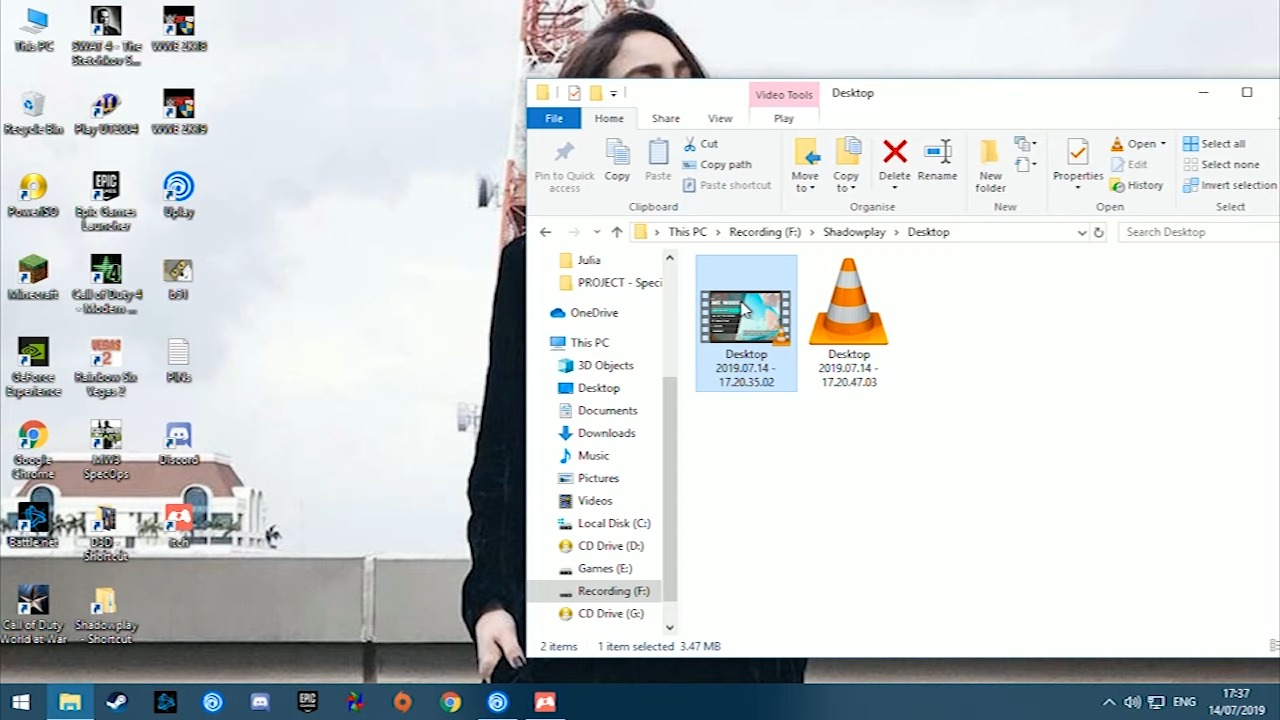 This PC
SWAT 4 - The
Stetchkov S...
WWE 2K18
Recycle Bin
Play UT2004
WWE 2K19
PowerISO
Epic Games
Launcher
Uplay
Minecraft
Call of Duty 4
- Modern ...
b31
GeForce
Experience
Rainbow Six
Vegas 2
PINs
Google
Chrome
MW3
SpecOps
Discord
Battle.net
Shortcut
itch
Call of Duty
World at War
Shadowplay
- Shortcut
Video Tools
Desktop
File
Home
Share
View
Play
Pin to Quick
access
Copy
Paste
Cut
Copy path
Paste shortcut
Clipboard
Move
to
Copy
to
Delete
Rename
Organise
New
folder
New
Properties
Open
Edit
History
Open
Select all
Select none
Invert selection
Select
This PC > Recording (F:) > Shadowplay > Desktop
Search Desktop
Julia
PROJECT - Speci
OneDrive
This PC
3D Objects
Desktop
Documents
Downloads
Music
Pictures
Videos
Local Disk (C:)
CD Drive (D:)
Games (E:)
Recording (F:)
CD Drive (G:)
Desktop
2019.07.14 -
17.20.35.02
Desktop
2019.07.14 -
17.20.47.03
2 items 1 item selected 3.47 MB
EPIC
GAMES
ENG
17:37
14/07/2019